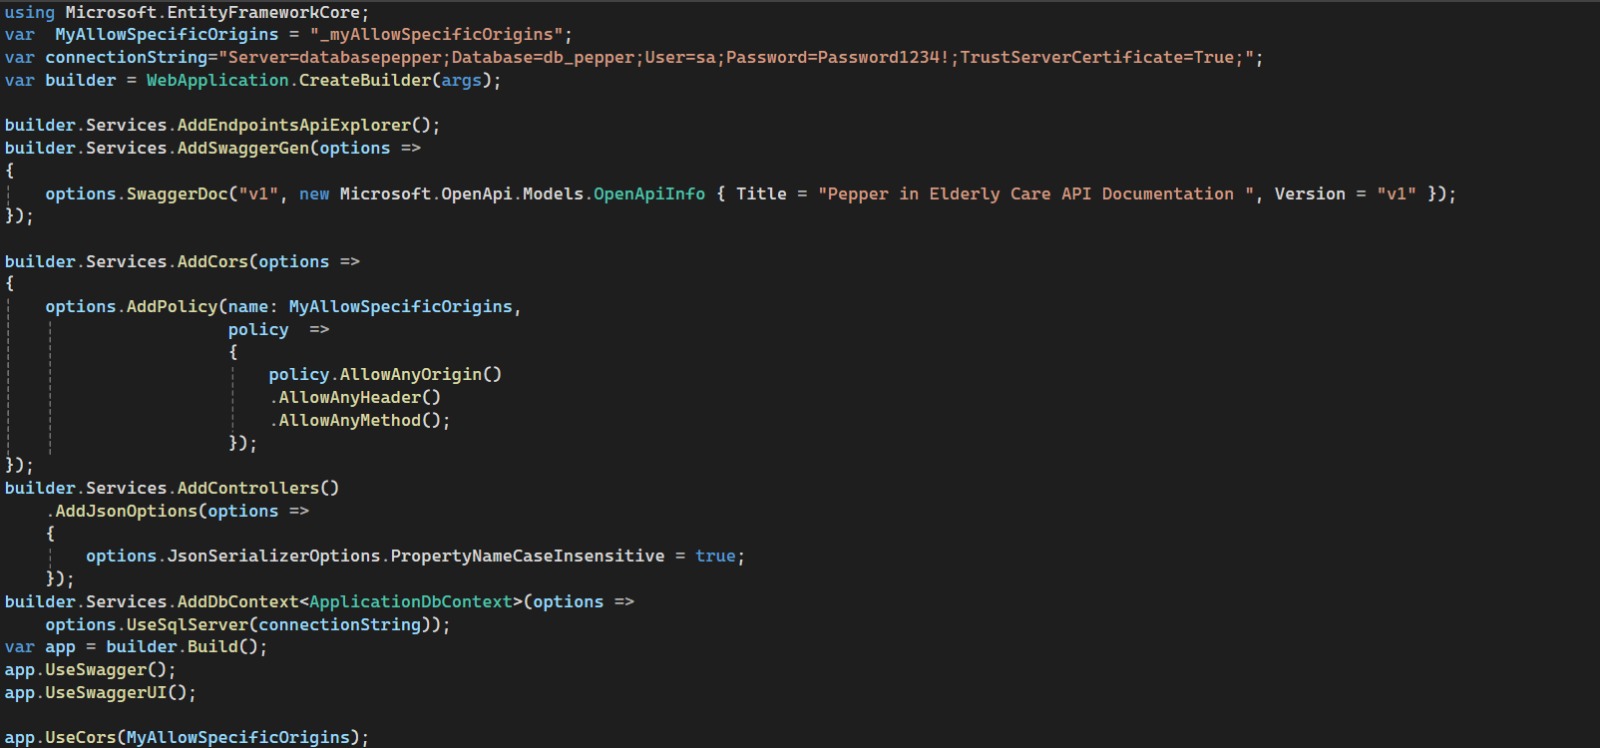 using Microsoft.EntityFrameworkCore;
var  MyAllowSpecificOrigins = "_myAllowSpecificOrigins";
var connectionString="Server=databasepepper;Database=db_pepper;User=sa;Password=Password1234!;TrustServerCertificate=True;";
var builder = WebApplication.CreateBuilder(args);

builder.Services.AddEndpointsApiExplorer();
builder.Services.AddSwaggerGen(options =>
{
    options.SwaggerDoc("v1", new Microsoft.OpenApi.Models.OpenApiInfo { Title = "Pepper in Elderly Care API Documentation ", Version = "v1" });
});

builder.Services.AddCors(options =>
{
    options.AddPolicy(name: MyAllowSpecificOrigins,
                      policy  =>
                      {
                          policy.AllowAnyOrigin()
                          .AllowAnyHeader()
                          .AllowAnyMethod();
                      });
});
builder.Services.AddControllers()
    .AddJsonOptions(options =>
    {
        options.JsonSerializerOptions.PropertyNameCaseInsensitive = true;
    });
builder.Services.AddDbContext<ApplicationDbContext>(options =>
    options.UseSqlServer(connectionString));
var app = builder.Build();
app.UseSwagger();
app.UseSwaggerUI();

app.UseCors(MyAllowSpecificOrigins);